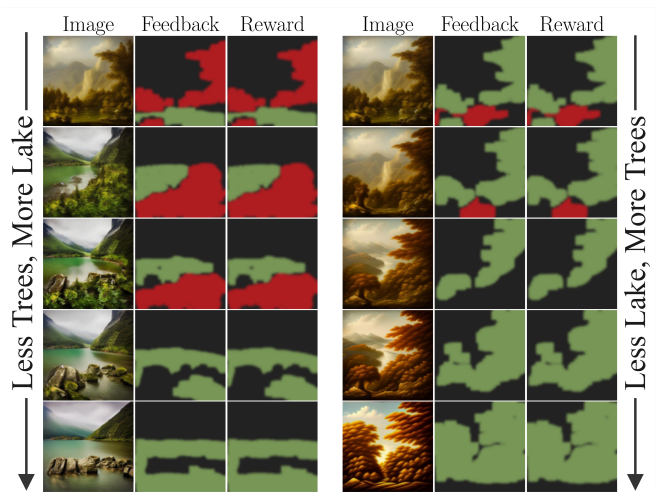 Image Feedback Reward
Image Feedback Reward
Less Trees, More Lake
Less Lake, More Trees